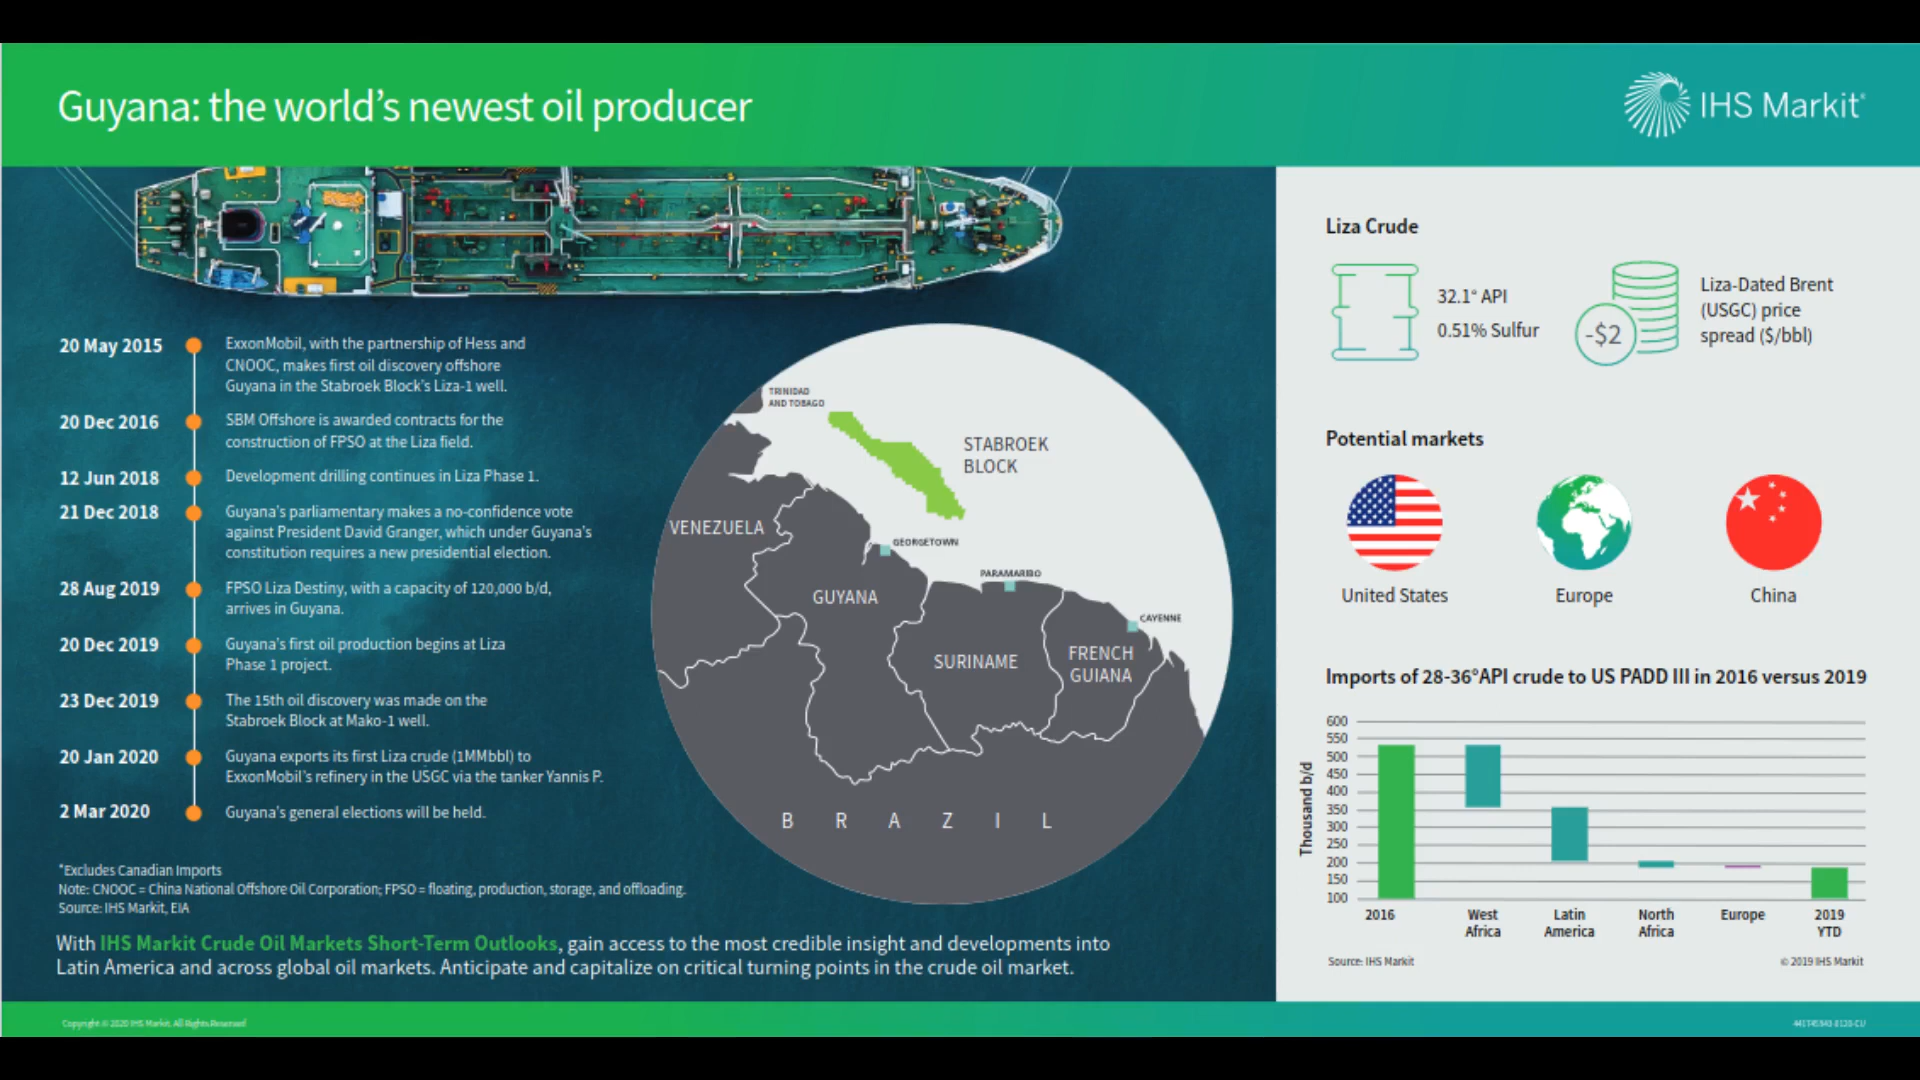 Guyana: the world's newest oil producer
IHS Markit®
20 May 2015
ExxonMobil, with the partnership of Hess and
CNOOC, makes first oil discovery offshore
Guyana in the Stabroek Block's Liza-1 well.
20 Dec 2016
SBM Offshore is awarded contracts for the
construction of FPSO at the Liza field.
12 Jun 2018
Development drilling continues in Liza Phase 1.
21 Dec 2018
Guyana's parliamentary makes a no-confidence vote
against President David Granger, which under Guyana's
constitution requires a new presidential election.
28 Aug 2019
FPSO Liza Destiny, with a capacity of 120,000 b/d,
arrives in Guyana.
20 Dec 2019
Guyana's first oil production begins at Liza
Phase 1 project.
23 Dec 2019
The 15th oil discovery was made on the
Stabroek Block at Mako-1 well.
20 Jan 2020
Guyana exports its first Liza crude (1MMbbl) to
ExxonMobil's refinery in the USGC via the tanker Yannis P.
2 Mar 2020
Guyana's general elections will be held.
*Excludes Canadian Imports
Note: CNOOC = China National Offshore Oil Corporation; FPSO = floating, production, storage, and offloading.
Source: IHS Markit, EIA
With IHS Markit Crude Oil Markets Short-Term Outlooks, gain access to the most credible insight and developments into
Latin America and across global oil markets. Anticipate and capitalize on critical turning points in the crude oil market.
TRINIDAD
AND TOBAGO
STABROEK
BLOCK
VENEZUELA
GEORGETOWN
PARAMARIBO
GUYANA
CAYENNE
SURINAME
FRENCH
GUIANA
BRAZIL
Liza Crude
32.1° API
0.51% Sulfur
-$2
Liza-Dated Brent
(USGC) price
spread ($/bbl)
Potential markets
United States
Europe
China
Imports of 28-36°API crude to US PADD III in 2016 versus 2019
Thousand b/d
600
550
500
450
400
350
300
250
200
150
100
2016
West
Africa
Latin
America
North
Africa
Europe
2019
YTD
Source: IHS Markit
© 2019 IHS Markit
Copyright © 2020 IHS Markit. All Rights Reserved